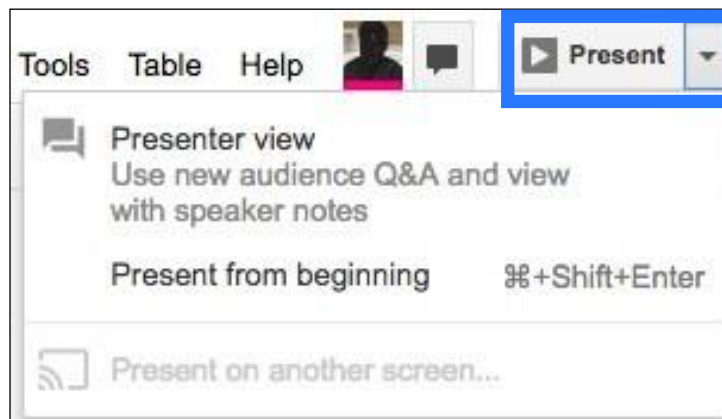 Tools Table Help Present
Presenter view
Use new audience Q&A and view
with speaker notes
Present from beginning ⌘+Shift+Enter
Present on another screen...